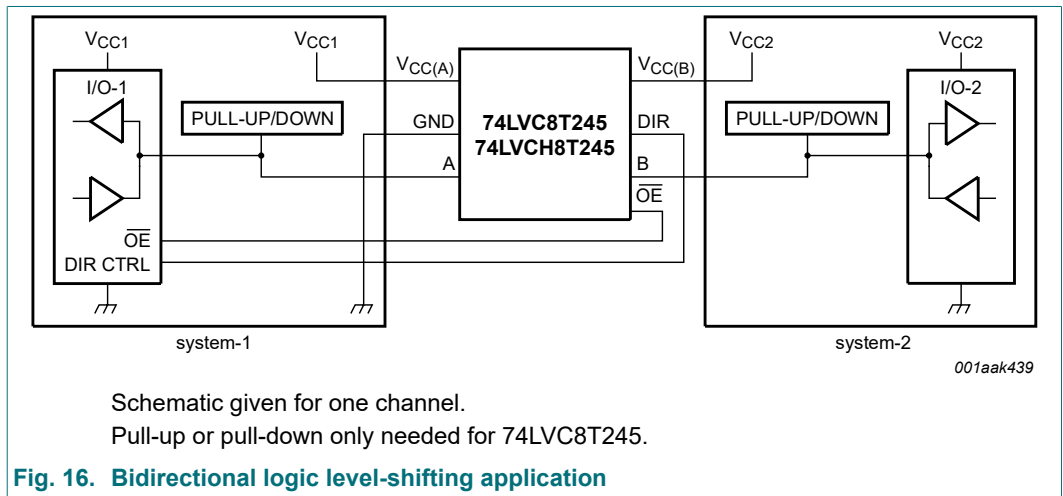 VCC1
VCC1
VCC2
VCC2
I/O-1
VCC(A)
VCC(B)
I/O-2
PULL-UP/DOWN
GND
74LVC8T245
74LVCH8T245
DIR
PULL-UP/DOWN
A
B
OE
OE
DIR CTRL
system-1
system-2
001aak439
Schematic given for one channel.
Pull-up or pull-down only needed for 74LVC8T245.
Fig. 16. Bidirectional logic level-shifting application